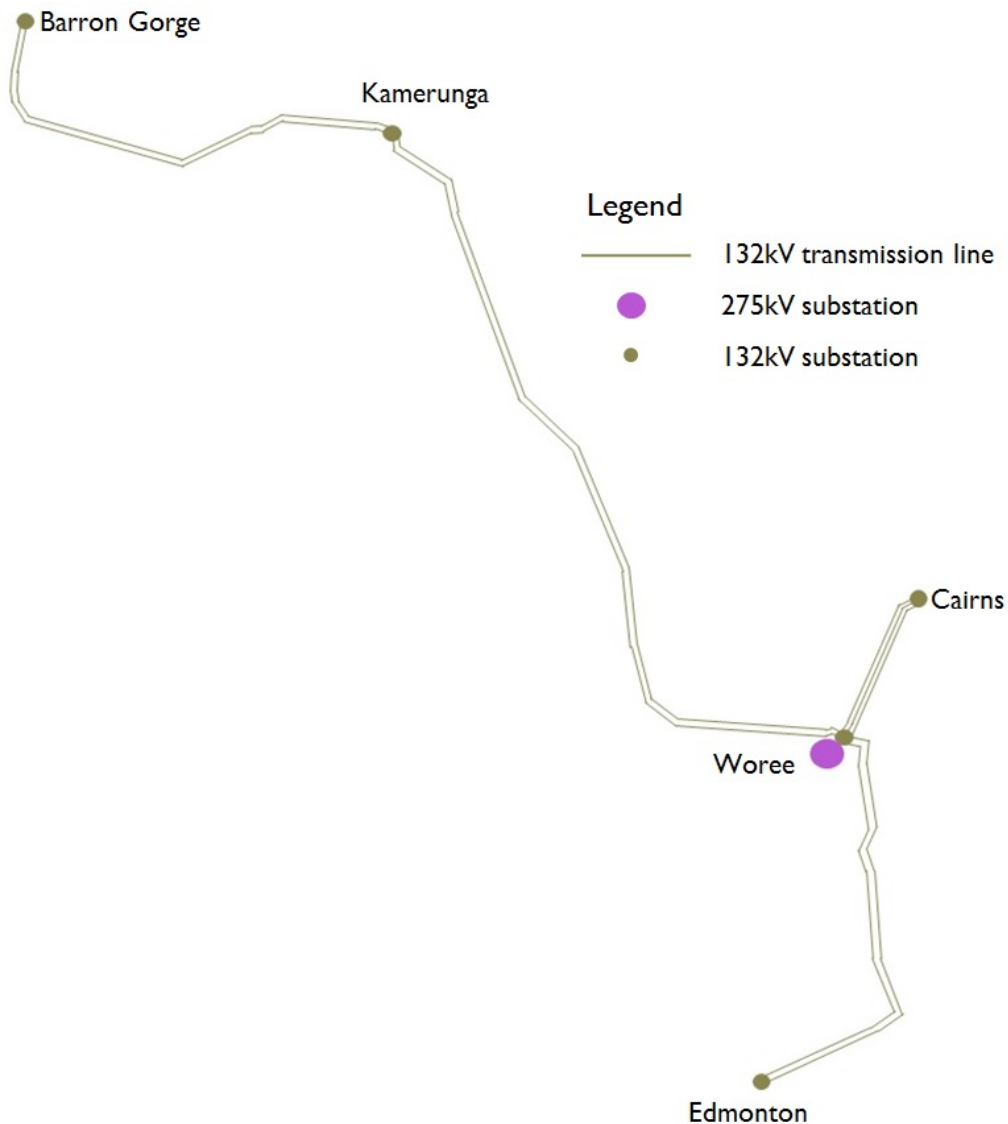 Barron Gorge
Kamerunga
Legend
132kV transmission line
275kV substation
132kV substation
Cairns
Woree
Edmonton